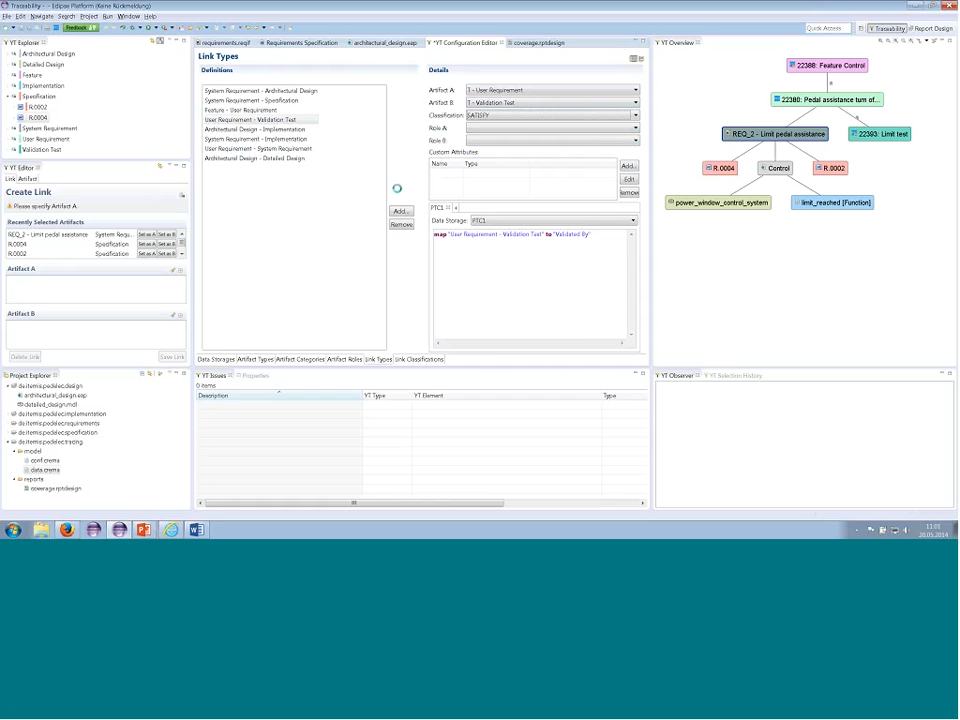 Traceability - - Eclipse Platform (Keine Rückmeldung)
File Edit Navigate Search Project Run Window Help
Feedback
Quick Access
Traceability
Report Design
YT Explorer
Architectural Design
Detailed Design
Feature
Implementation
Specification
R.0002
R.0004
System Requirement
User Requirement
Validation Test
YT Editor
Link Artifact
Create Link
Please specify Artifact A
Recently Selected Artifacts
REQ_2 - Limit pedal assistance System Requ... Set as A Set as B
R.0004 Specification Set as A Set as B
R.0002 Specification Set as A Set as B
Artifact A
Artifact B
Delete Link
Save Link
Project Explorer
de.itemis.pedelec.design
architectural_design.eap
detailed_design.mdl
de.itemis.pedelec.implementation
de.itemis.pedelec.requirements
de.itemis.pedelec.specification
de.itemis.pedelec.tracing
model
conf.crema
data.crema
reports
coverage.rptdesign
requirements.reqif
Requirements Specification
architectural_design.eap
*YT Configuration Editor
coverage.rptdesign
Link Types
Definitions
System Requirement - Architectural Design
System Requirement - Specification
Feature - User Requirement
User Requirement - Validation Test
Architectural Design - Implementation
System Requirement - Implementation
User Requirement - System Requirement
Architectural Design - Detailed Design
Add...
Remove
Details
Artifact A: 1 - User Requirement
Artifact B: 1 - Validation Test
Classification: SATISFY
Role A:
Role B:
Custom Attributes:
Name Type
Add...
Edit
Remove
PTC1
Data Storage: PTC1
map "User Requirement - Validation Test" to "Validated By"
Data Storages Artifact Types Artifact Categories Artifact Roles Link Types Link Classifications
YT Issues
Properties
0 items
Description YT Type YT Element Type
YT Overview
22388: Feature Control
22380: Pedal assistance turn of...
REQ_2 - Limit pedal assistance
22393: Limit test
R.0004
Control
R.0002
power_window_control_system
limit_reached [Function]
YT Observer
YT Selection History
11:01
20.05.2014